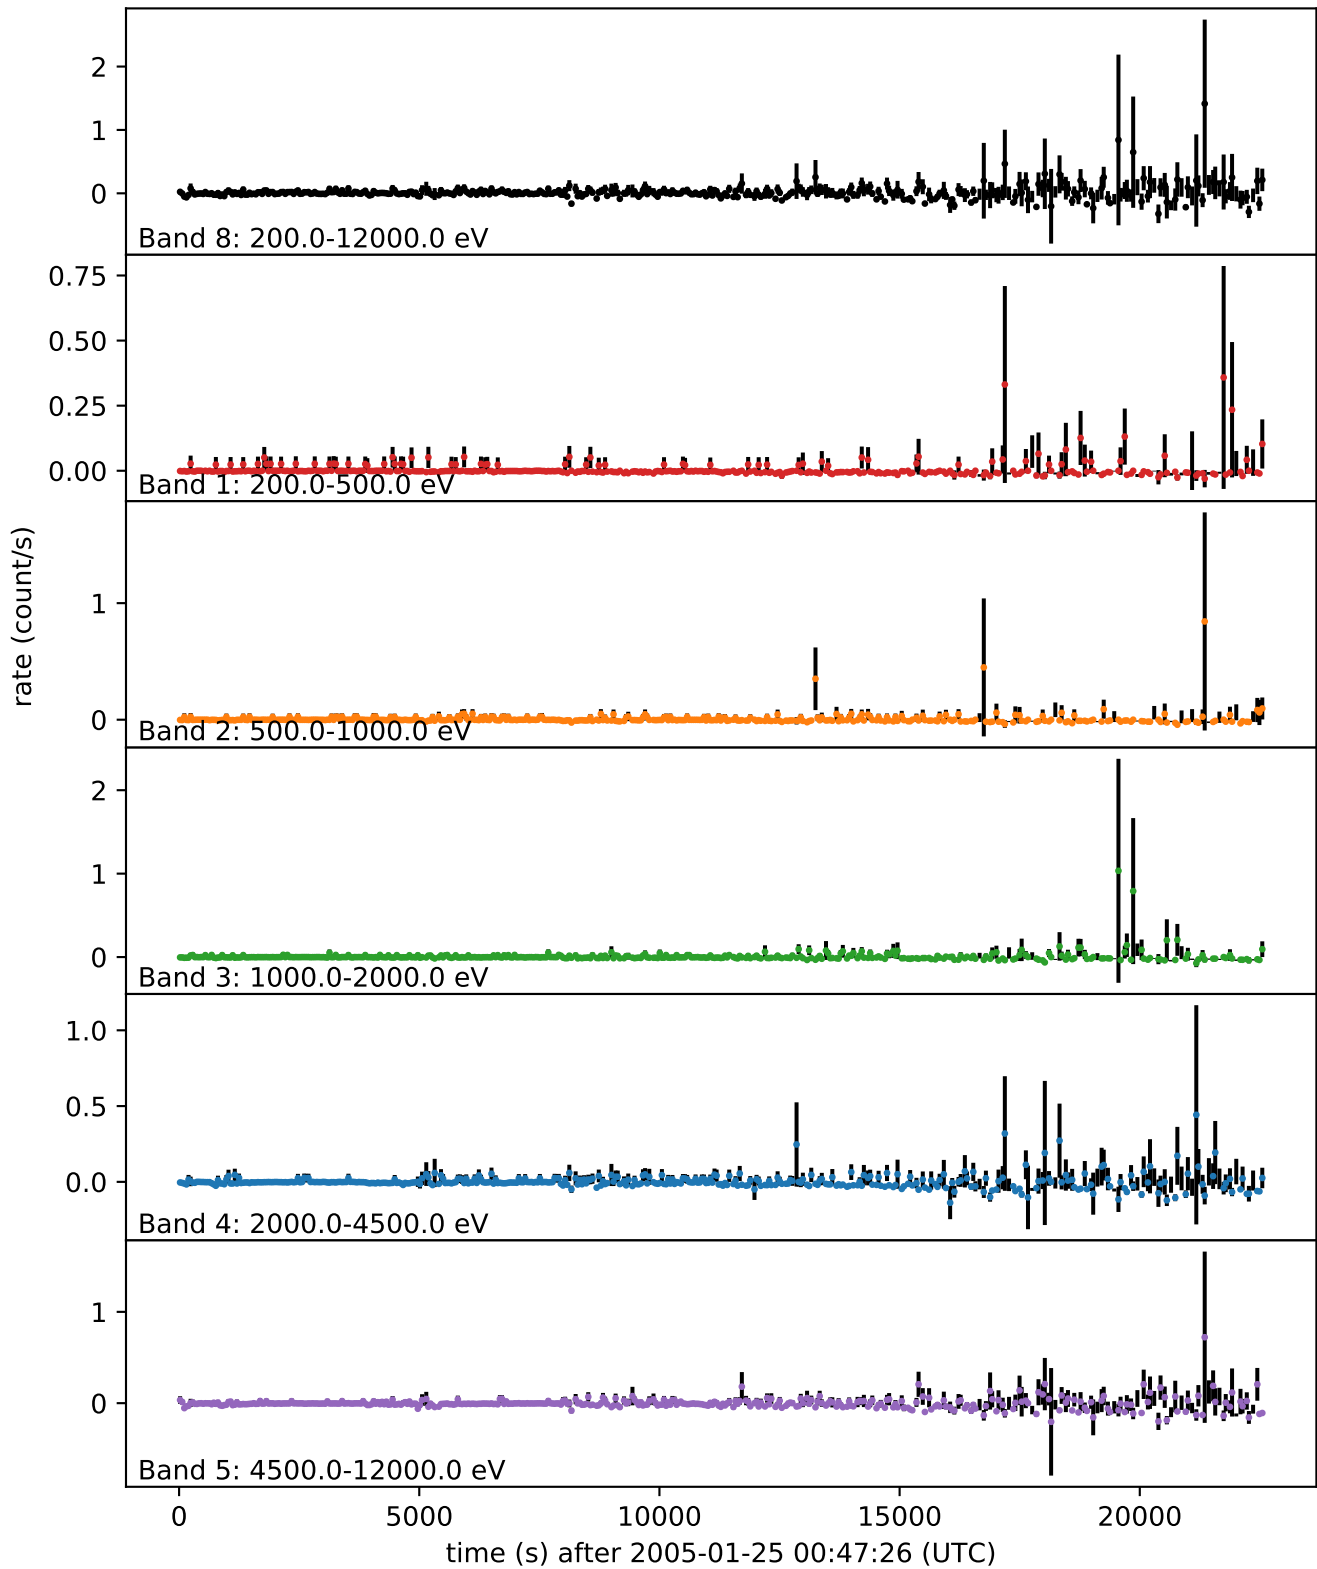 2
1
0
Band 8: 200.0-12000.0 eV
0.75
0.50
0.25
0.00
Band 1: 200.0-500.0 eV
rate (count/s)
1
0
Band 2: 500.0-1000.0 eV
2
1
0
Band 3: 1000.0-2000.0 eV
1.0
0.5
0.0
Band 4: 2000.0-4500.0 eV
1
0
Band 5: 4500.0-12000.0 eV
0 5000 10000 15000 20000
time (s) after 2005-01-25 00:47:26 (UTC)